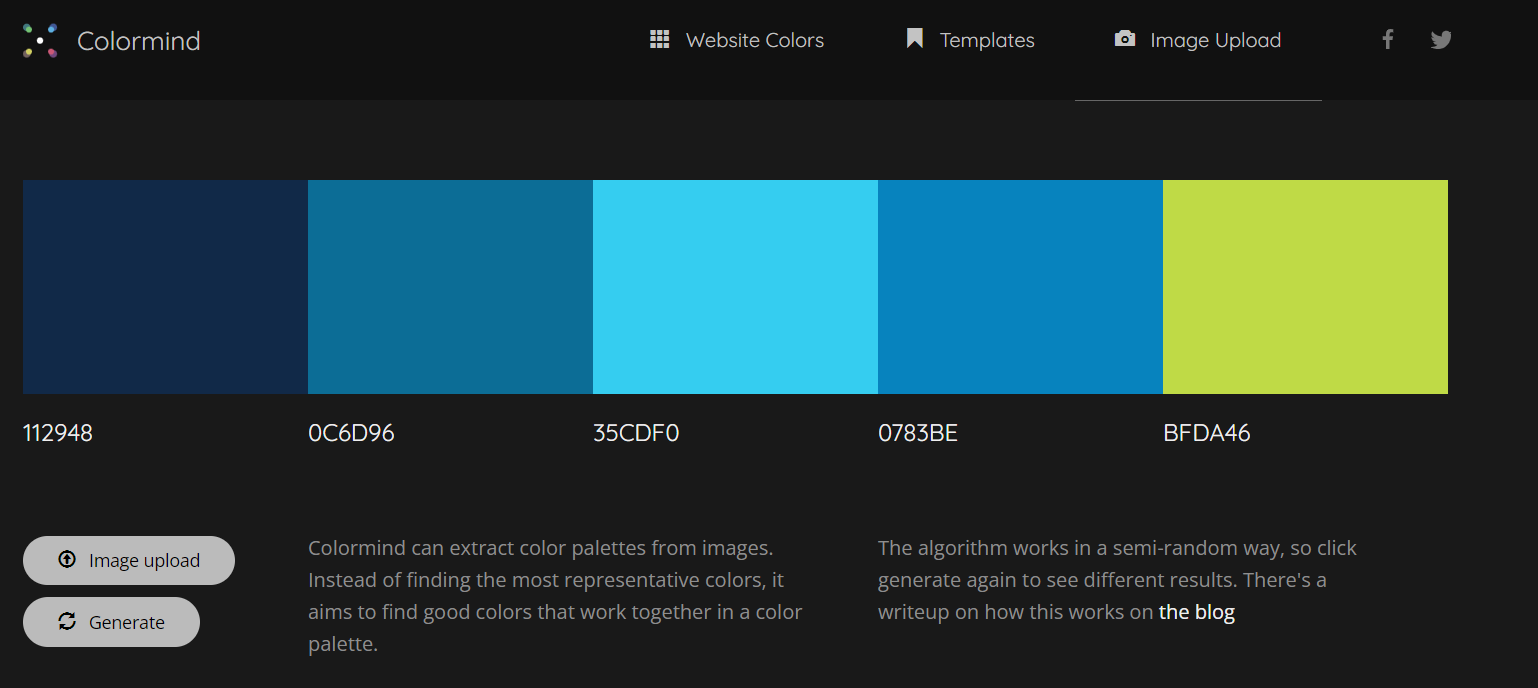 Colormind
Website Colors
Templates
Image Upload
112948
0C6D96
35CDF0
0783BE
BFDA46
Image upload
Generate
Colormind can extract color palettes from images.
Instead of finding the most representative colors, it
aims to find good colors that work together in a color
palette.
The algorithm works in a semi-random way, so click
generate again to see different results. There's a
writeup on how this works on the blog